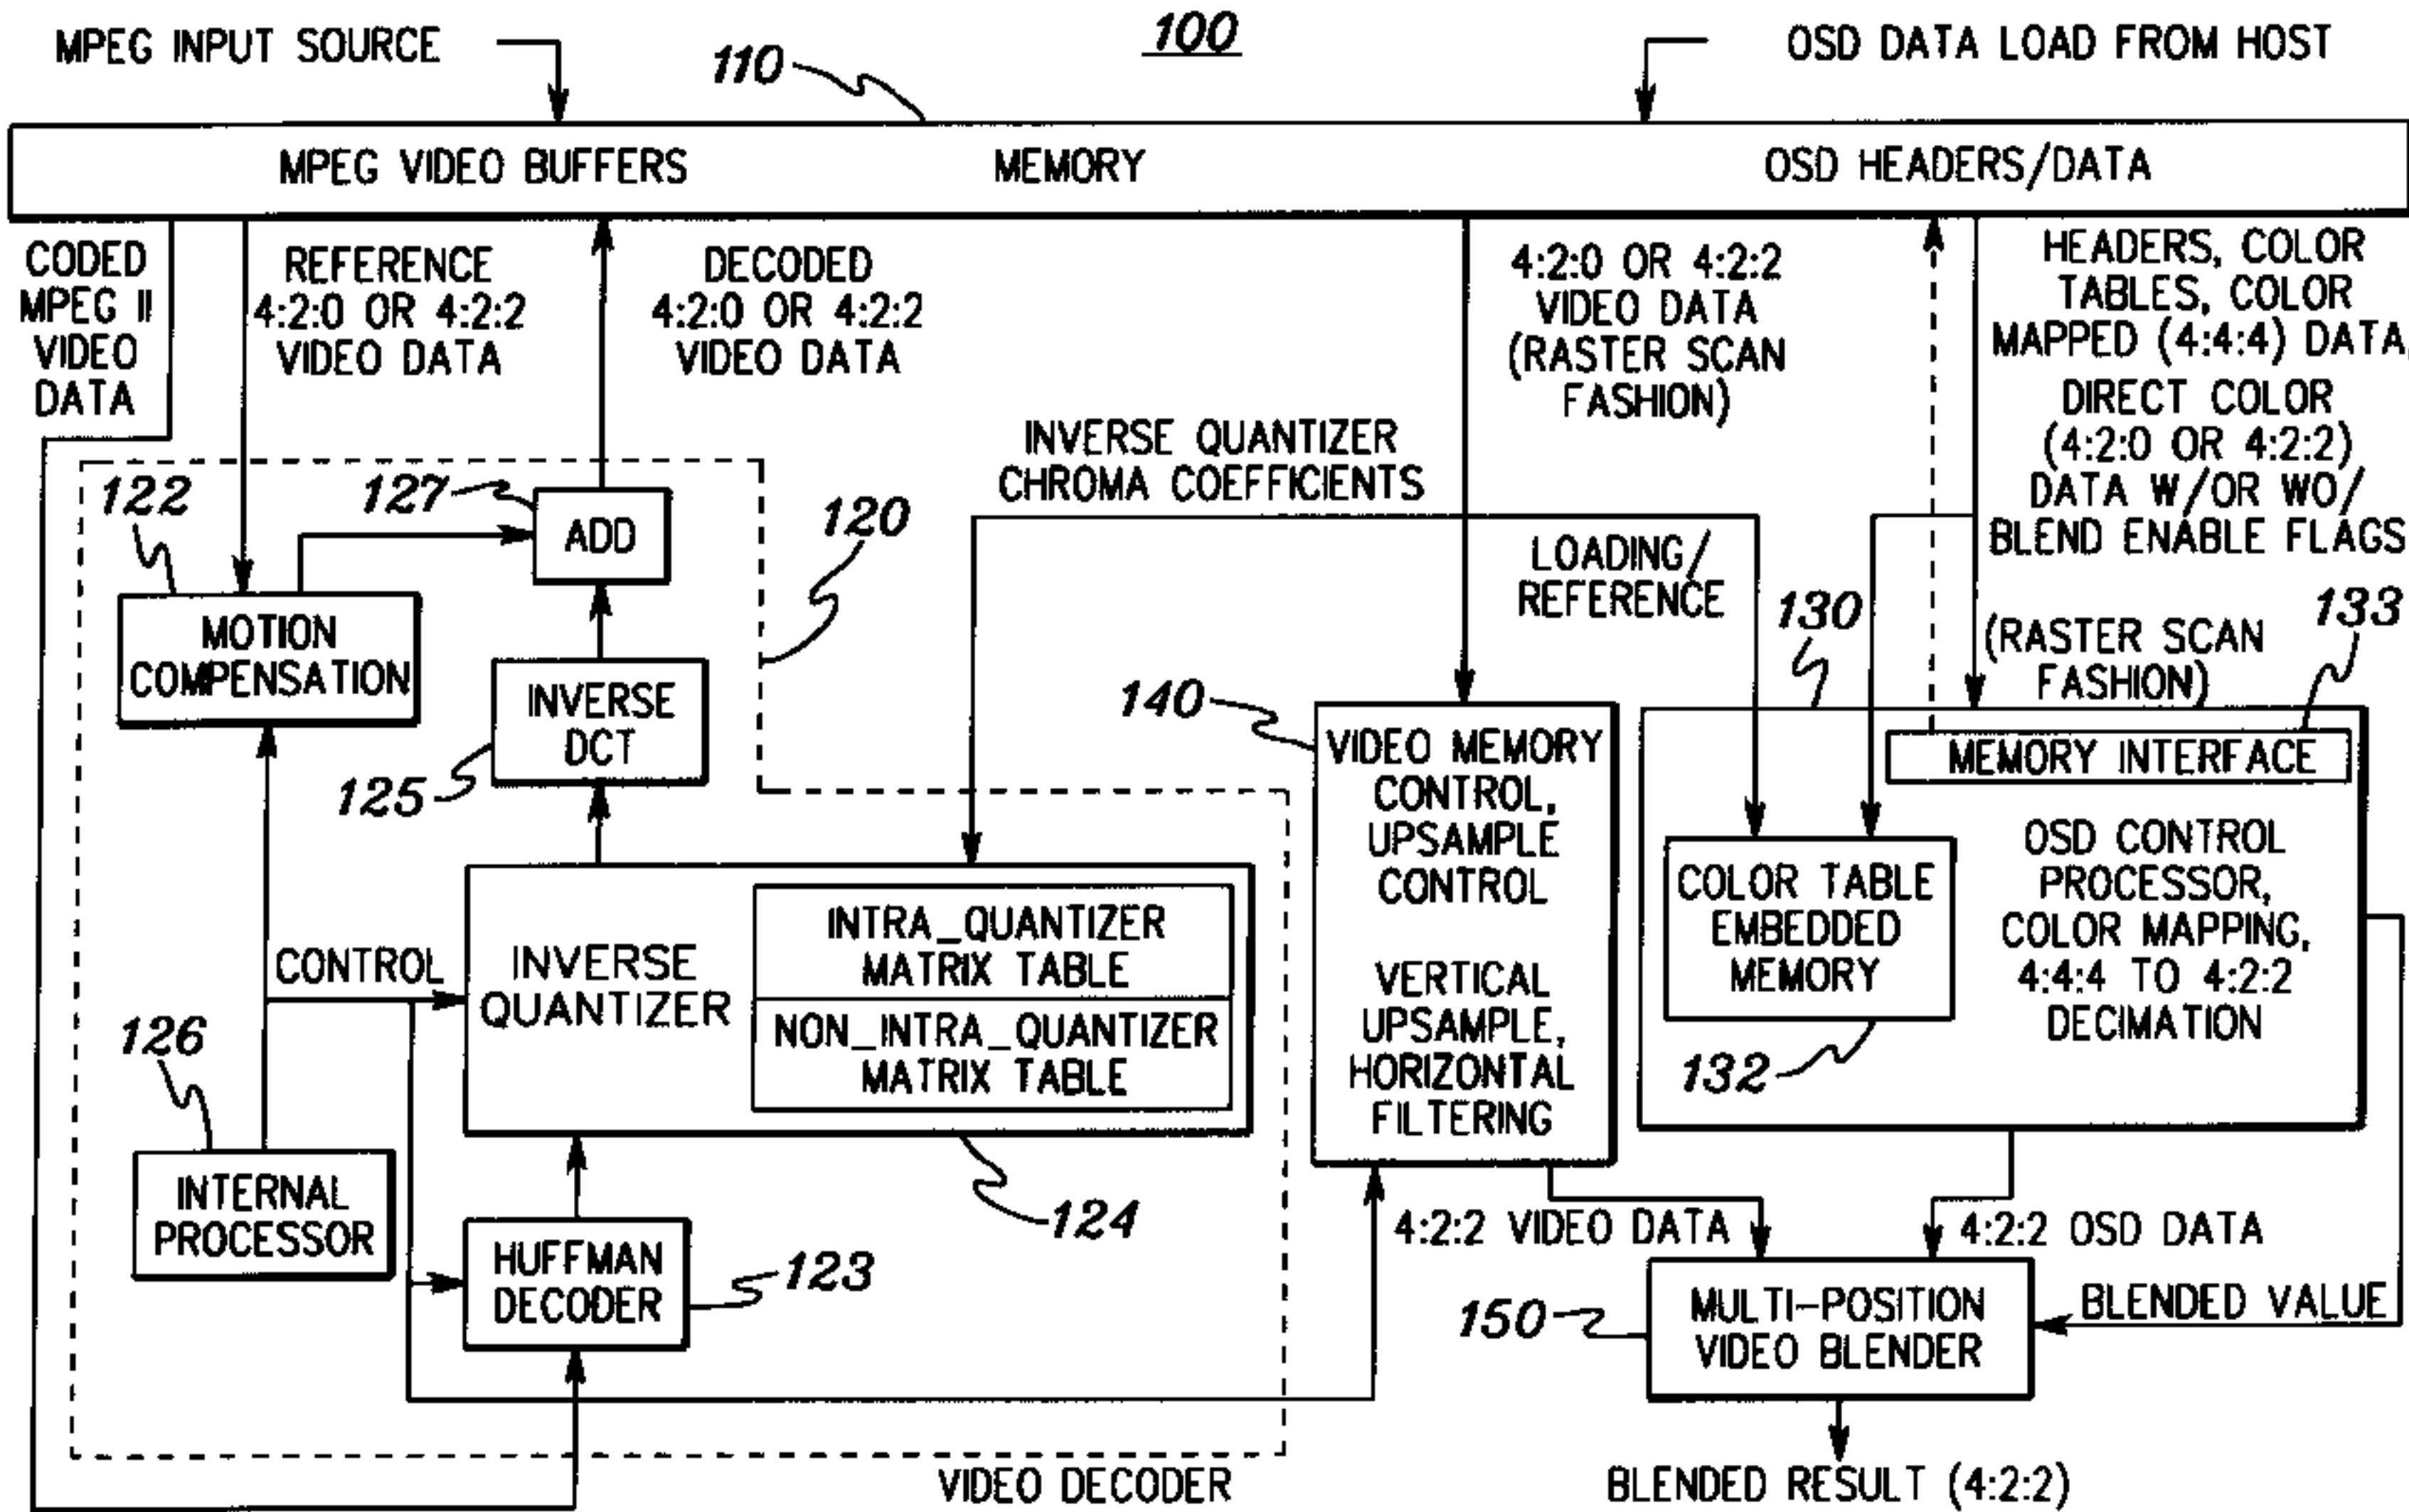 100
MPEG INPUT SOURCE
110
OSD DATA LOAD FROM HOST
MPEG VIDEO BUFFERS
MEMORY
OSD HEADERS/DATA
CODED
MPEG II
VIDEO
DATA
REFERENCE
4:2:0 OR 4:2:2
VIDEO DATA
DECODED
4:2:0 OR 4:2:2
VIDEO DATA
4:2:0 OR 4:2:2
VIDEO DATA
(RASTER SCAN
FASHION)
HEADERS, COLOR
TABLES, COLOR
MAPPED (4:4:4) DATA,
DIRECT COLOR
(4:2:0 OR 4:2:2)
DATA W/OR WO/
BLEND ENABLE FLAGS
(RASTER SCAN
FASHION)
INVERSE QUANTIZER
CHROMA COEFFICIENTS
LOADING/
REFERENCE
122
127
ADD
120
MOTION
COMPENSATION
INVERSE
DCT
125
140
130
133
VIDEO MEMORY
CONTROL,
UPSAMPLE
CONTROL
VERTICAL
UPSAMPLE,
HORIZONTAL
FILTERING
MEMORY INTERFACE
COLOR TABLE
EMBEDDED
MEMORY
132
OSD CONTROL
PROCESSOR,
COLOR MAPPING,
4:4:4 TO 4:2:2
DECIMATION
CONTROL
INVERSE
QUANTIZER
INTRA_QUANTIZER
MATRIX TABLE
NON_INTRA_QUANTIZER
MATRIX TABLE
126
INTERNAL
PROCESSOR
124
HUFFMAN
DECODER
123
4:2:2 VIDEO DATA
4:2:2 OSD DATA
150
MULTI-POSITION
VIDEO BLENDER
BLENDED VALUE
VIDEO DECODER
BLENDED RESULT (4:2:2)